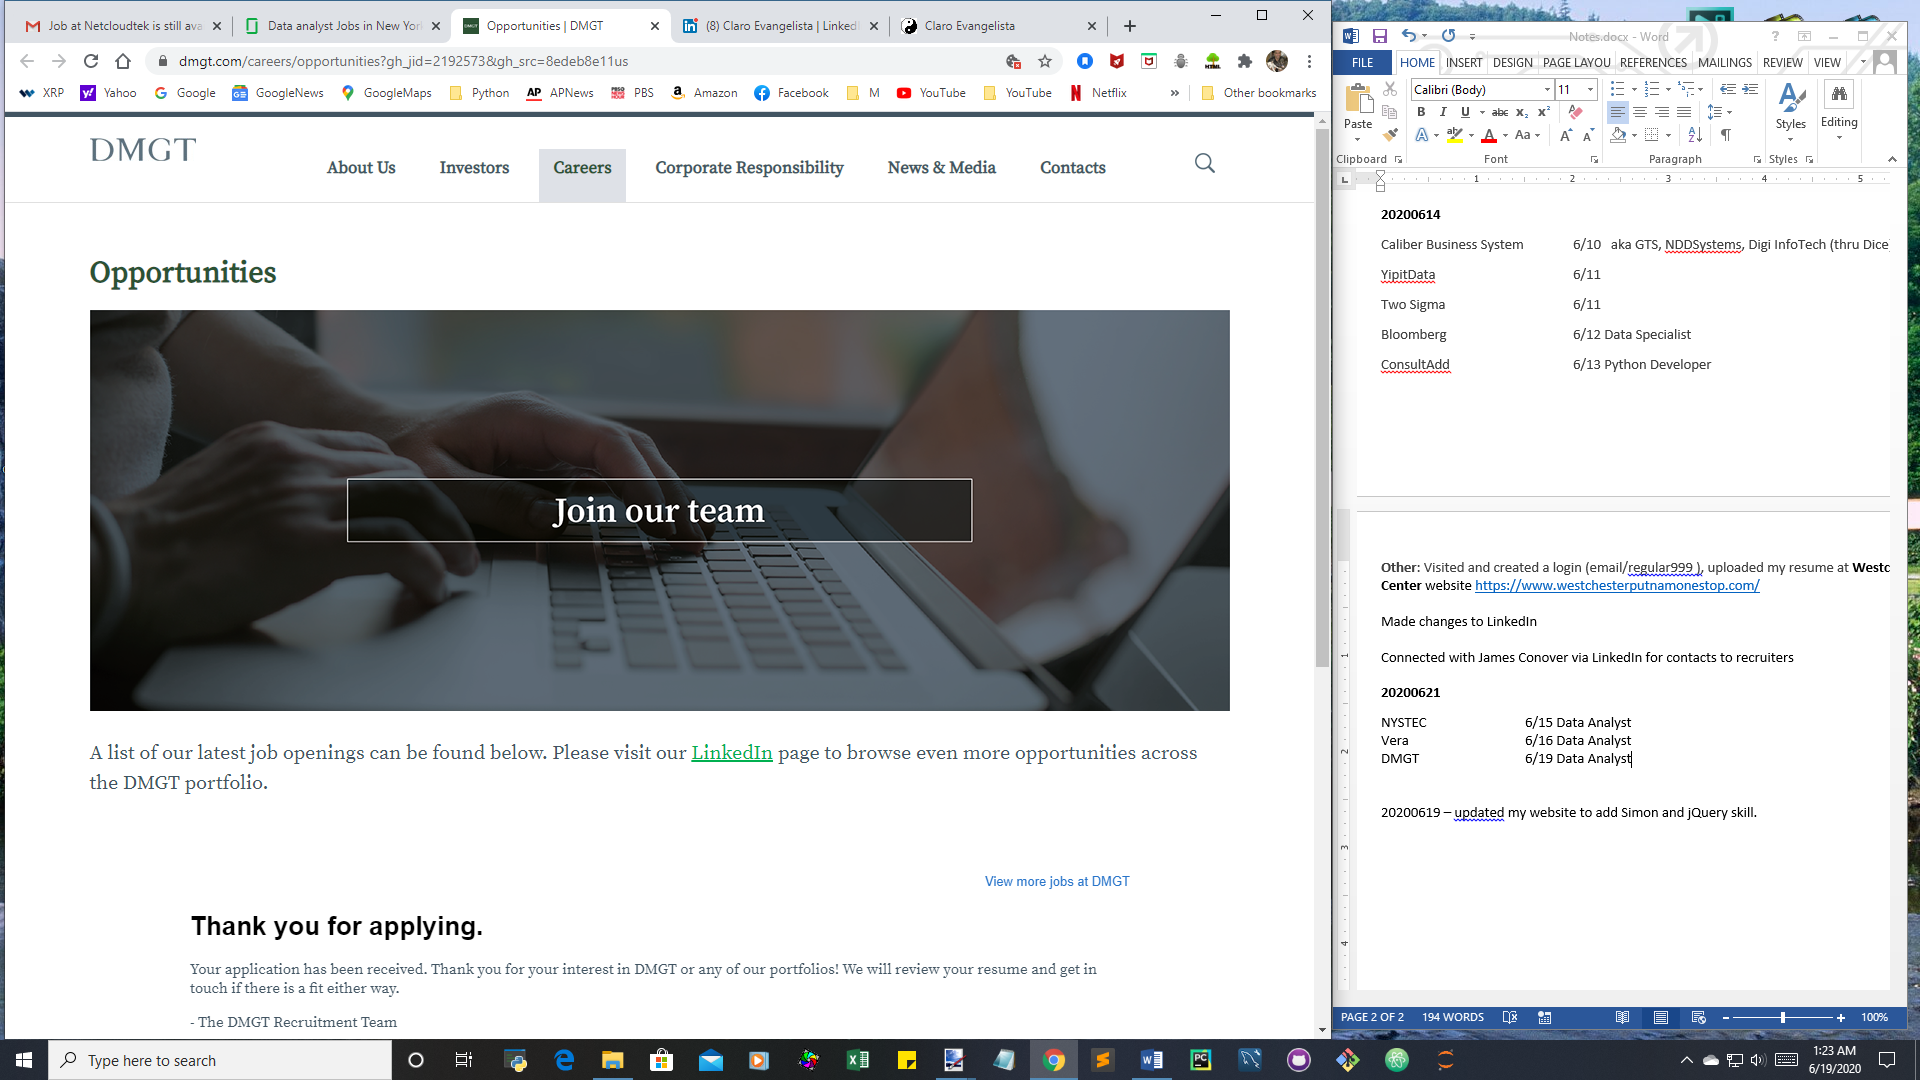 Job at Netcloudtek is still ava
Data analyst Jobs in New York
Opportunities | DMGT
(8) Claro Evangelista | LinkedI
Claro Evangelista
dmgt.com/careers/opportunities?gh_jid=2192573&gh_src=8edeb8e11us
XRP Yahoo Google GoogleNews GoogleMaps Python APNews PBS Amazon Facebook M YouTube YouTube Netflix » Other bookmarks
DMGT
About Us Investors Careers Corporate Responsibility News & Media Contacts
Opportunities
Join our team
A list of our latest job openings can be found below. Please visit our LinkedIn page to browse even more opportunities across
the DMGT portfolio.
View more jobs at DMGT
Thank you for applying.
Your application has been received. Thank you for your interest in DMGT or any of our portfolios! We will review your resume and get in
touch if there is a fit either way.
- The DMGT Recruitment Team
Notes.docx - Word
FILE HOME INSERT DESIGN PAGE LAYOU REFERENCES MAILINGS REVIEW VIEW
Calibri (Body) 11
Paste
Styles
Editing
Clipboard Font Paragraph Styles
1 2 3 4 5
20200614
Caliber Business System 6/10 aka GTS, NDDSystems, Digi InfoTech (thru Dice)
YipitData 6/11
Two Sigma 6/11
Bloomberg 6/12 Data Specialist
ConsultAdd 6/13 Python Developer
Other: Visited and created a login (email/regular999 ), uploaded my resume at Westc
Center website https://www.westchesterputnamonestop.com/
Made changes to LinkedIn
Connected with James Conover via LinkedIn for contacts to recruiters
20200621
NYSTEC 6/15 Data Analyst
Vera 6/16 Data Analyst
DMGT 6/19 Data Analyst
20200619 – updated my website to add Simon and jQuery skill.
PAGE 2 OF 2 194 WORDS 100%
Type here to search
1:23 AM
6/19/2020